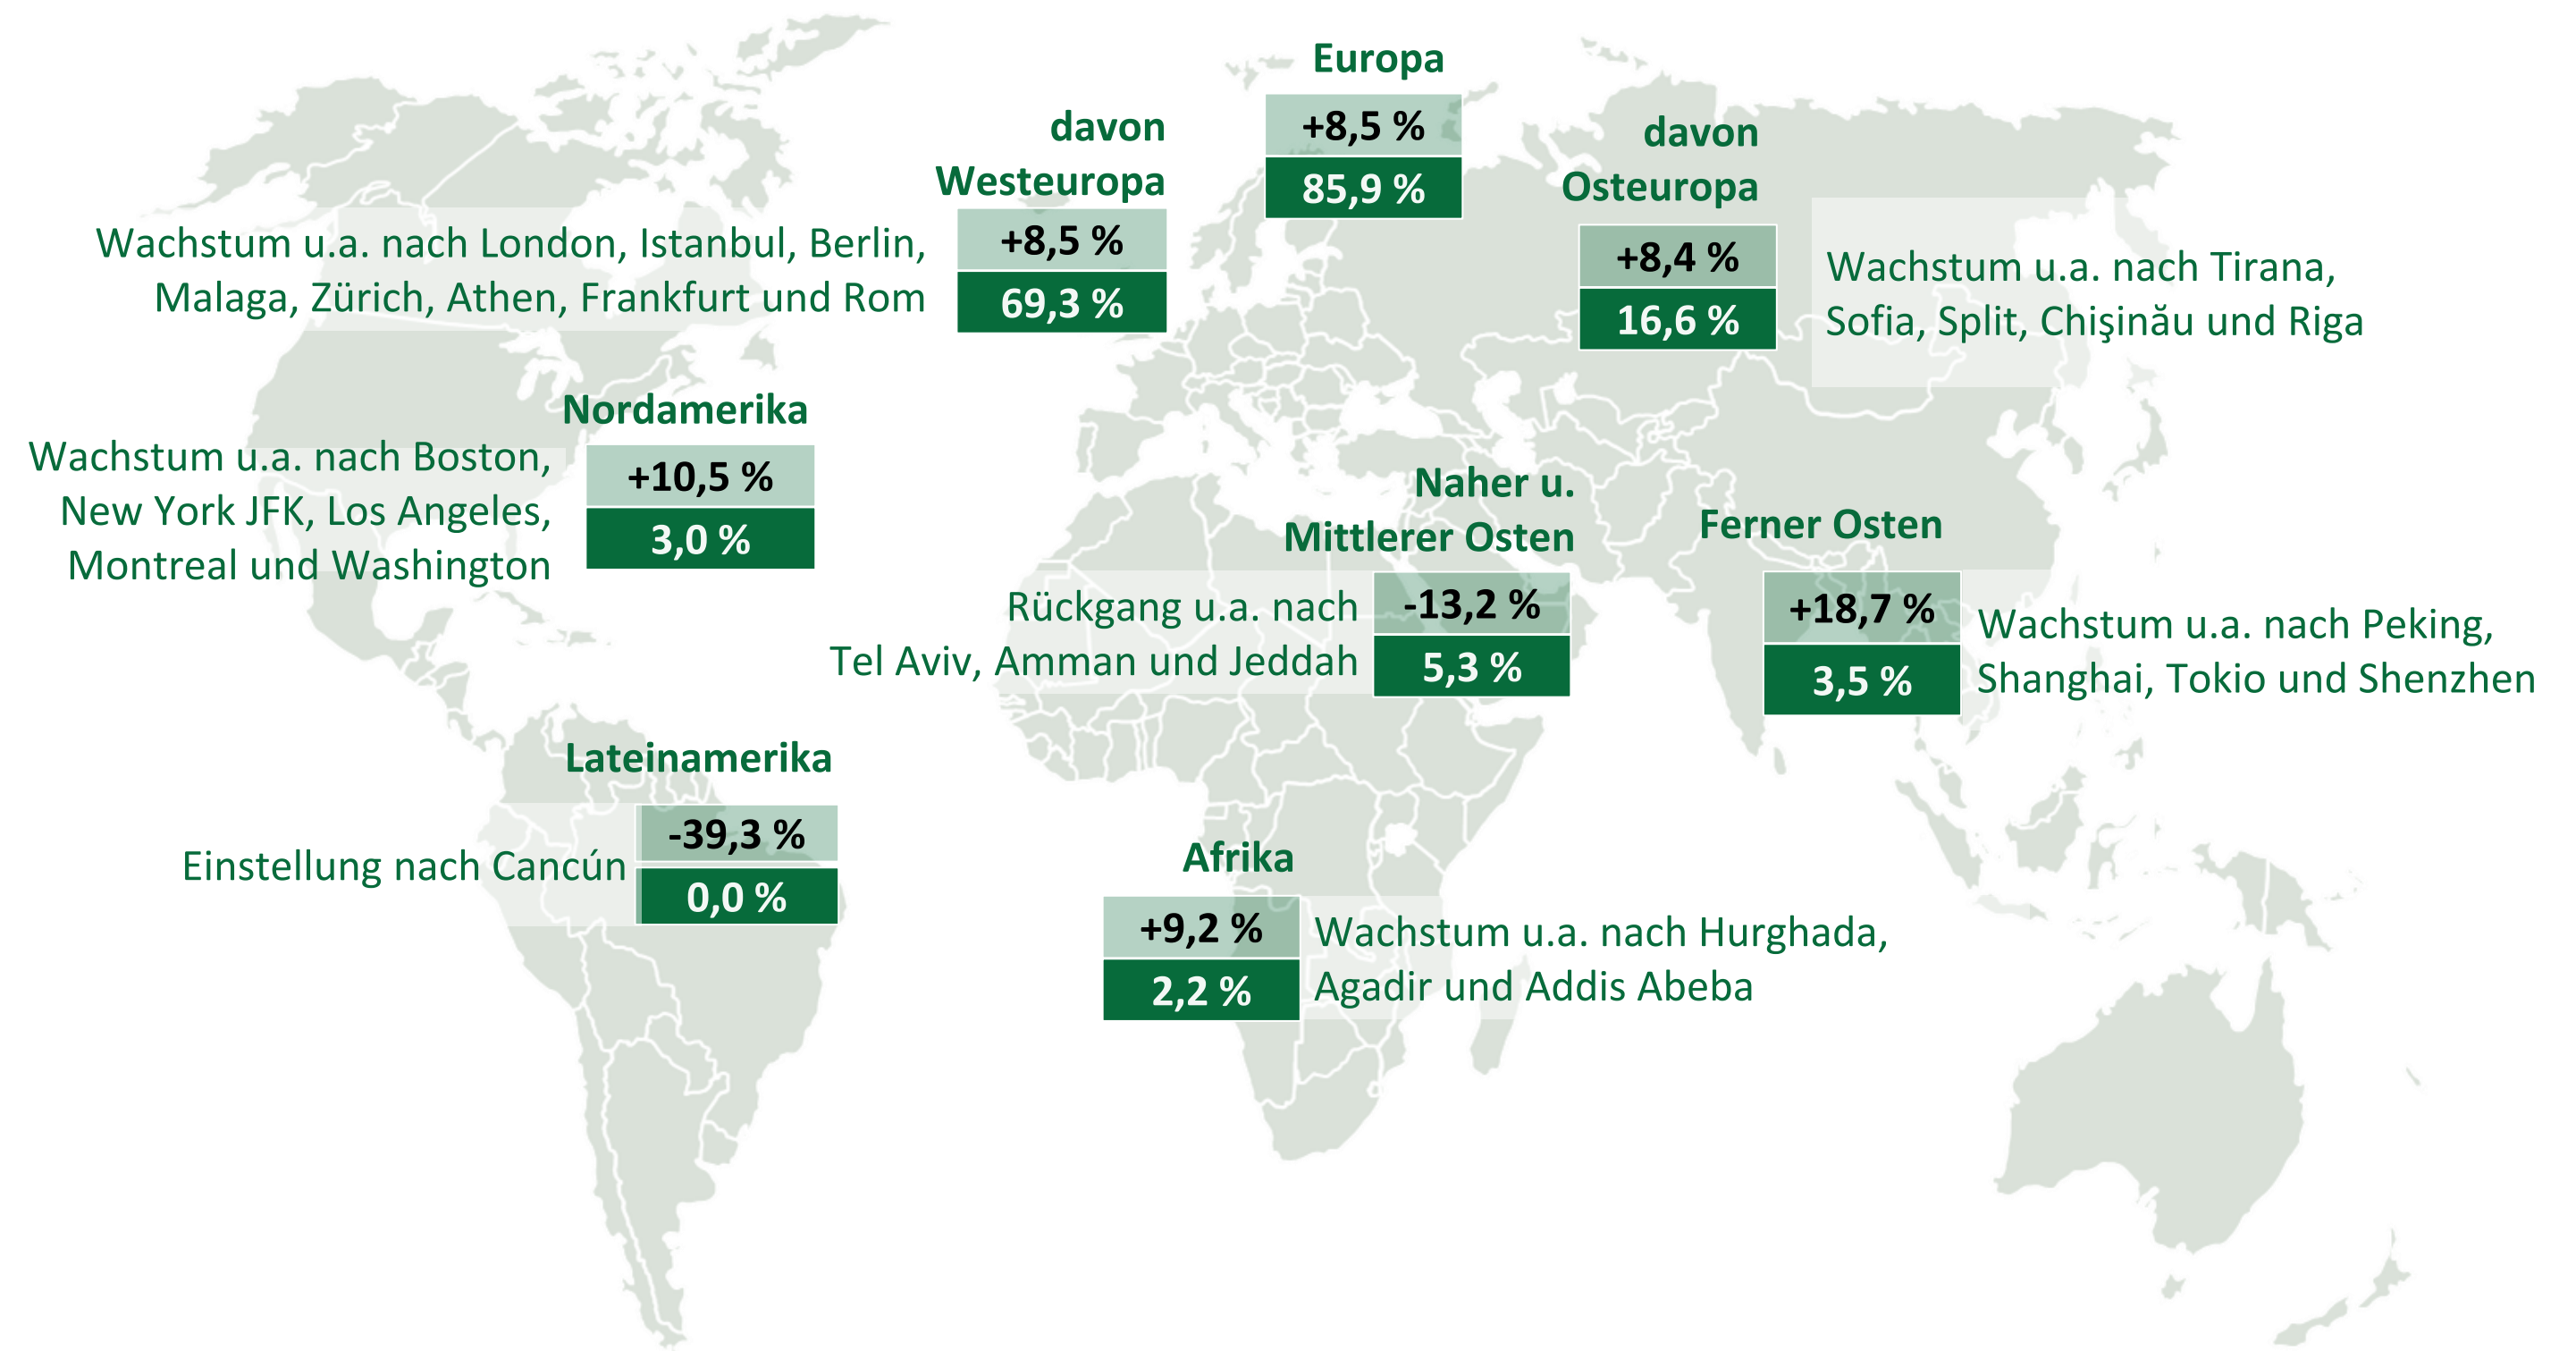 Europa
+8,5 %
85,9 %
davon
Westeuropa
+8,5 %
69,3 %
Wachstum u.a. nach London, Istanbul, Berlin,
Malaga, Zürich, Athen, Frankfurt und Rom
davon
Osteuropa
+8,4 %
16,6 %
Wachstum u.a. nach Tirana,
Sofia, Split, Chişinău und Riga
Nordamerika
+10,5 %
3,0 %
Wachstum u.a. nach Boston,
New York JFK, Los Angeles,
Montreal und Washington
Naher u.
Mittlerer Osten
-13,2 %
5,3 %
Rückgang u.a. nach
Tel Aviv, Amman und Jeddah
Ferner Osten
+18,7 %
3,5 %
Wachstum u.a. nach Peking,
Shanghai, Tokio und Shenzhen
Lateinamerika
-39,3 %
0,0 %
Einstellung nach Cancún
Afrika
+9,2 %
2,2 %
Wachstum u.a. nach Hurghada,
Agadir und Addis Abeba